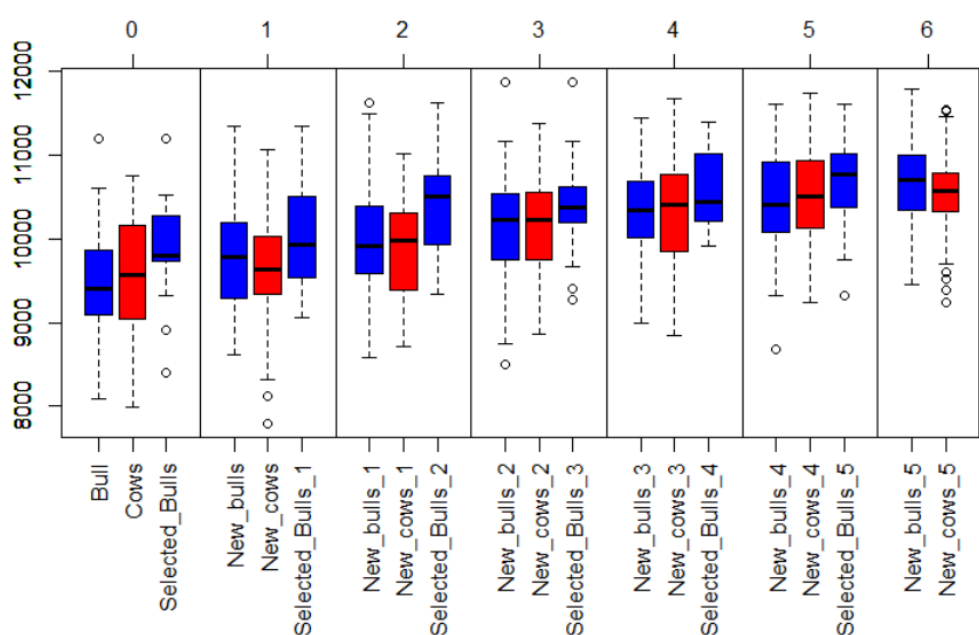 0 1 2 3 4 5 6
12000
11000
10000
9000
8000
Bull
Cows
Selected_Bulls
New_bulls
New_cows
Selected_Bulls_1
New_bulls_1
New_cows_1
Selected_Bulls_2
New_bulls_2
New_cows_2
Selected_Bulls_3
New_bulls_3
New_cows_3
Selected_Bulls_4
New_bulls_4
New_cows_4
Selected_Bulls_5
New_bulls_5
New_cows_5